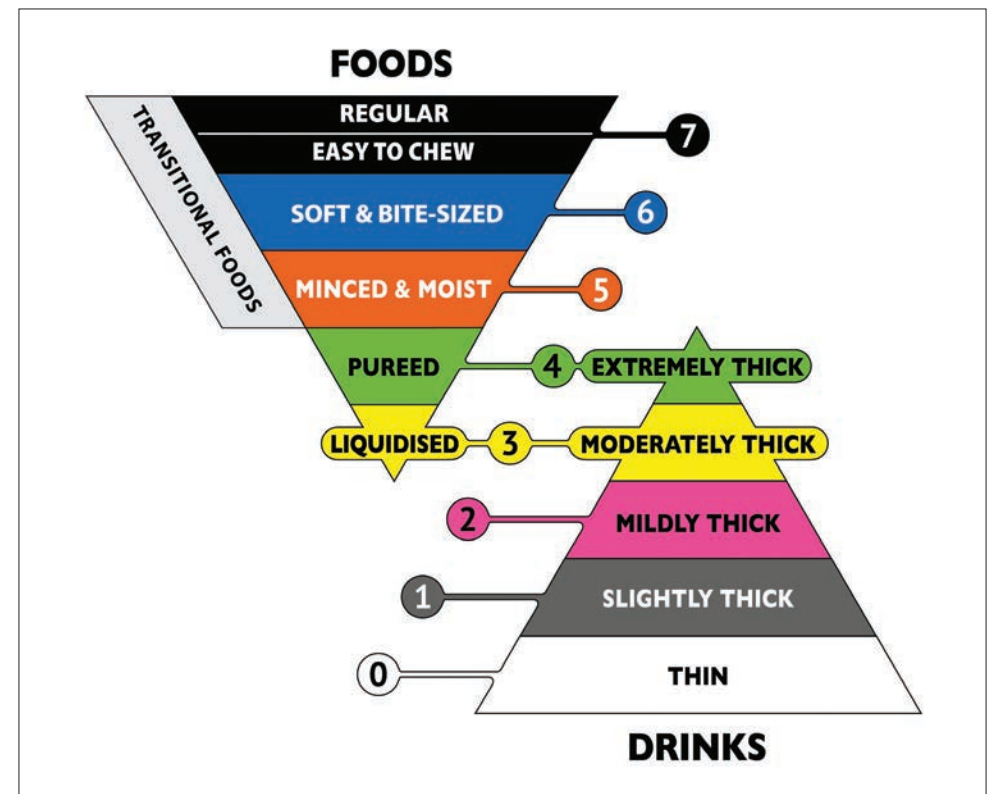 FOODS
TRANSITIONAL FOODS
REGULAR
EASY TO CHEW
7
SOFT & BITE-SIZED
6
MINCED & MOIST
5
PUREED
4
EXTREMELY THICK
LIQUIDISED
3
MODERATELY THICK
2
MILDLY THICK
1
SLIGHTLY THICK
0
THIN
DRINKS